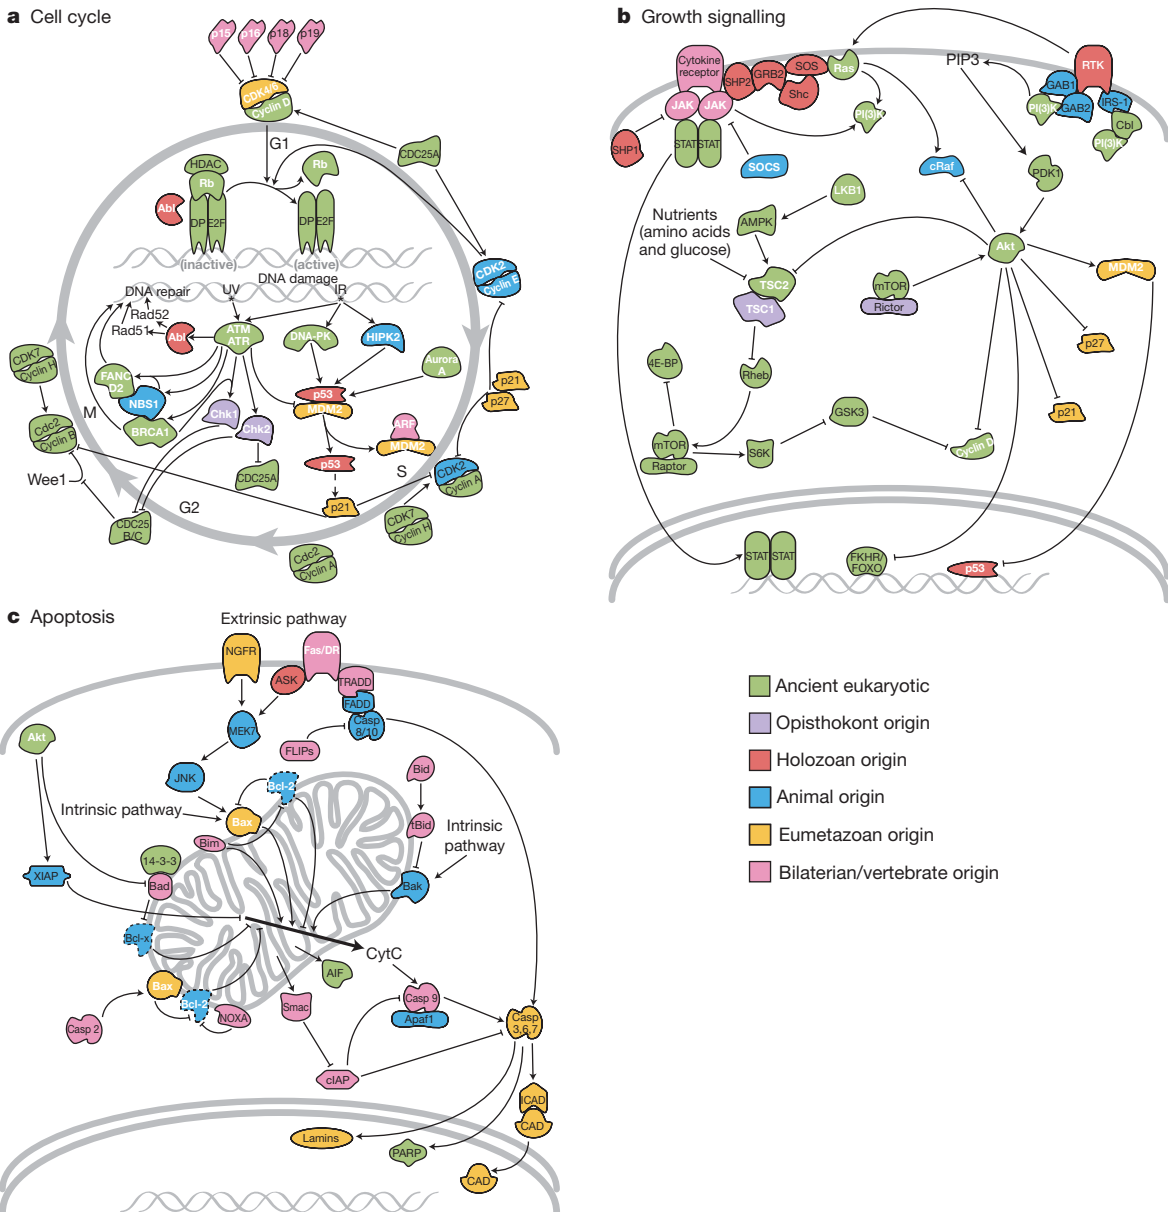 a Cell cycle
p15
p16
p18
p19
CDK4/6
Cyclin D
G1
CDC25A
HDAC
Rb
Rb
Abl
DP
E2F
DP
E2F
(inactive)
(active)
CDK2
Cyclin E
DNA damage
DNA repair
UV
IR
*
*
Rad52
Rad51
Abl
ATM
ATR
DNA-PK
HIPK2
Aurora
A
CDK7
Cyclin H
FANC
D2
NBS1
BRCA1
M
Chk1
Chk2
p53
MDM2
ARF
MDM2
p21
p27
Cdc2
Cyclin B
Wee1
CDC25A
p53
S
CDK2
Cyclin A
p21
G2
CDC25
B/C
CDK7
Cyclin H
Cdc2
Cyclin A
b Growth signalling
Cytokine
receptor
JAK
JAK
SHP2
GRB2
SOS
Shc
Ras
PIP3
RTK
GAB1
GAB2
PI(3)K
IRS-1
Cbl
PI(3)K
PI(3)K
SHP1
STAT
STAT
SOCS
cRaf
PDK1
LKB1
AMPK
Nutrients
(amino acids
and glucose)
Akt
MDM2
TSC2
TSC1
mTOR
Rictor
p27
4E-BP
Rheb
GSK3
p21
mTOR
Raptor
S6K
Cyclin D
STAT
STAT
FKHR/
FOXO
p53
c Apoptosis
Extrinsic pathway
NGFR
Fas/DR
ASK
TRADD
FADD
Casp
8/10
Akt
MEK7
FLIPs
JNK
Bcl-2
Bid
Intrinsic pathway
Bax
tBid
Intrinsic
pathway
Bim
14-3-3
Bad
XIAP
Bak
Bcl-x
CytC
AIF
Bax
Bcl-2
NOXA
Casp 2
Smac
Casp 9
Apaf1
Casp
3,6,7
cIAP
ICAD
CAD
Lamins
PARP
CAD
Ancient eukaryotic
Opisthokont origin
Holozoan origin
Animal origin
Eumetazoan origin
Bilaterian/vertebrate origin